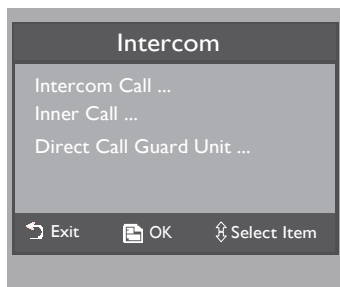 Intercom
Intercom Call ...
Inner Call ...
Direct Call Guard Unit ...
Exit OK Select Item